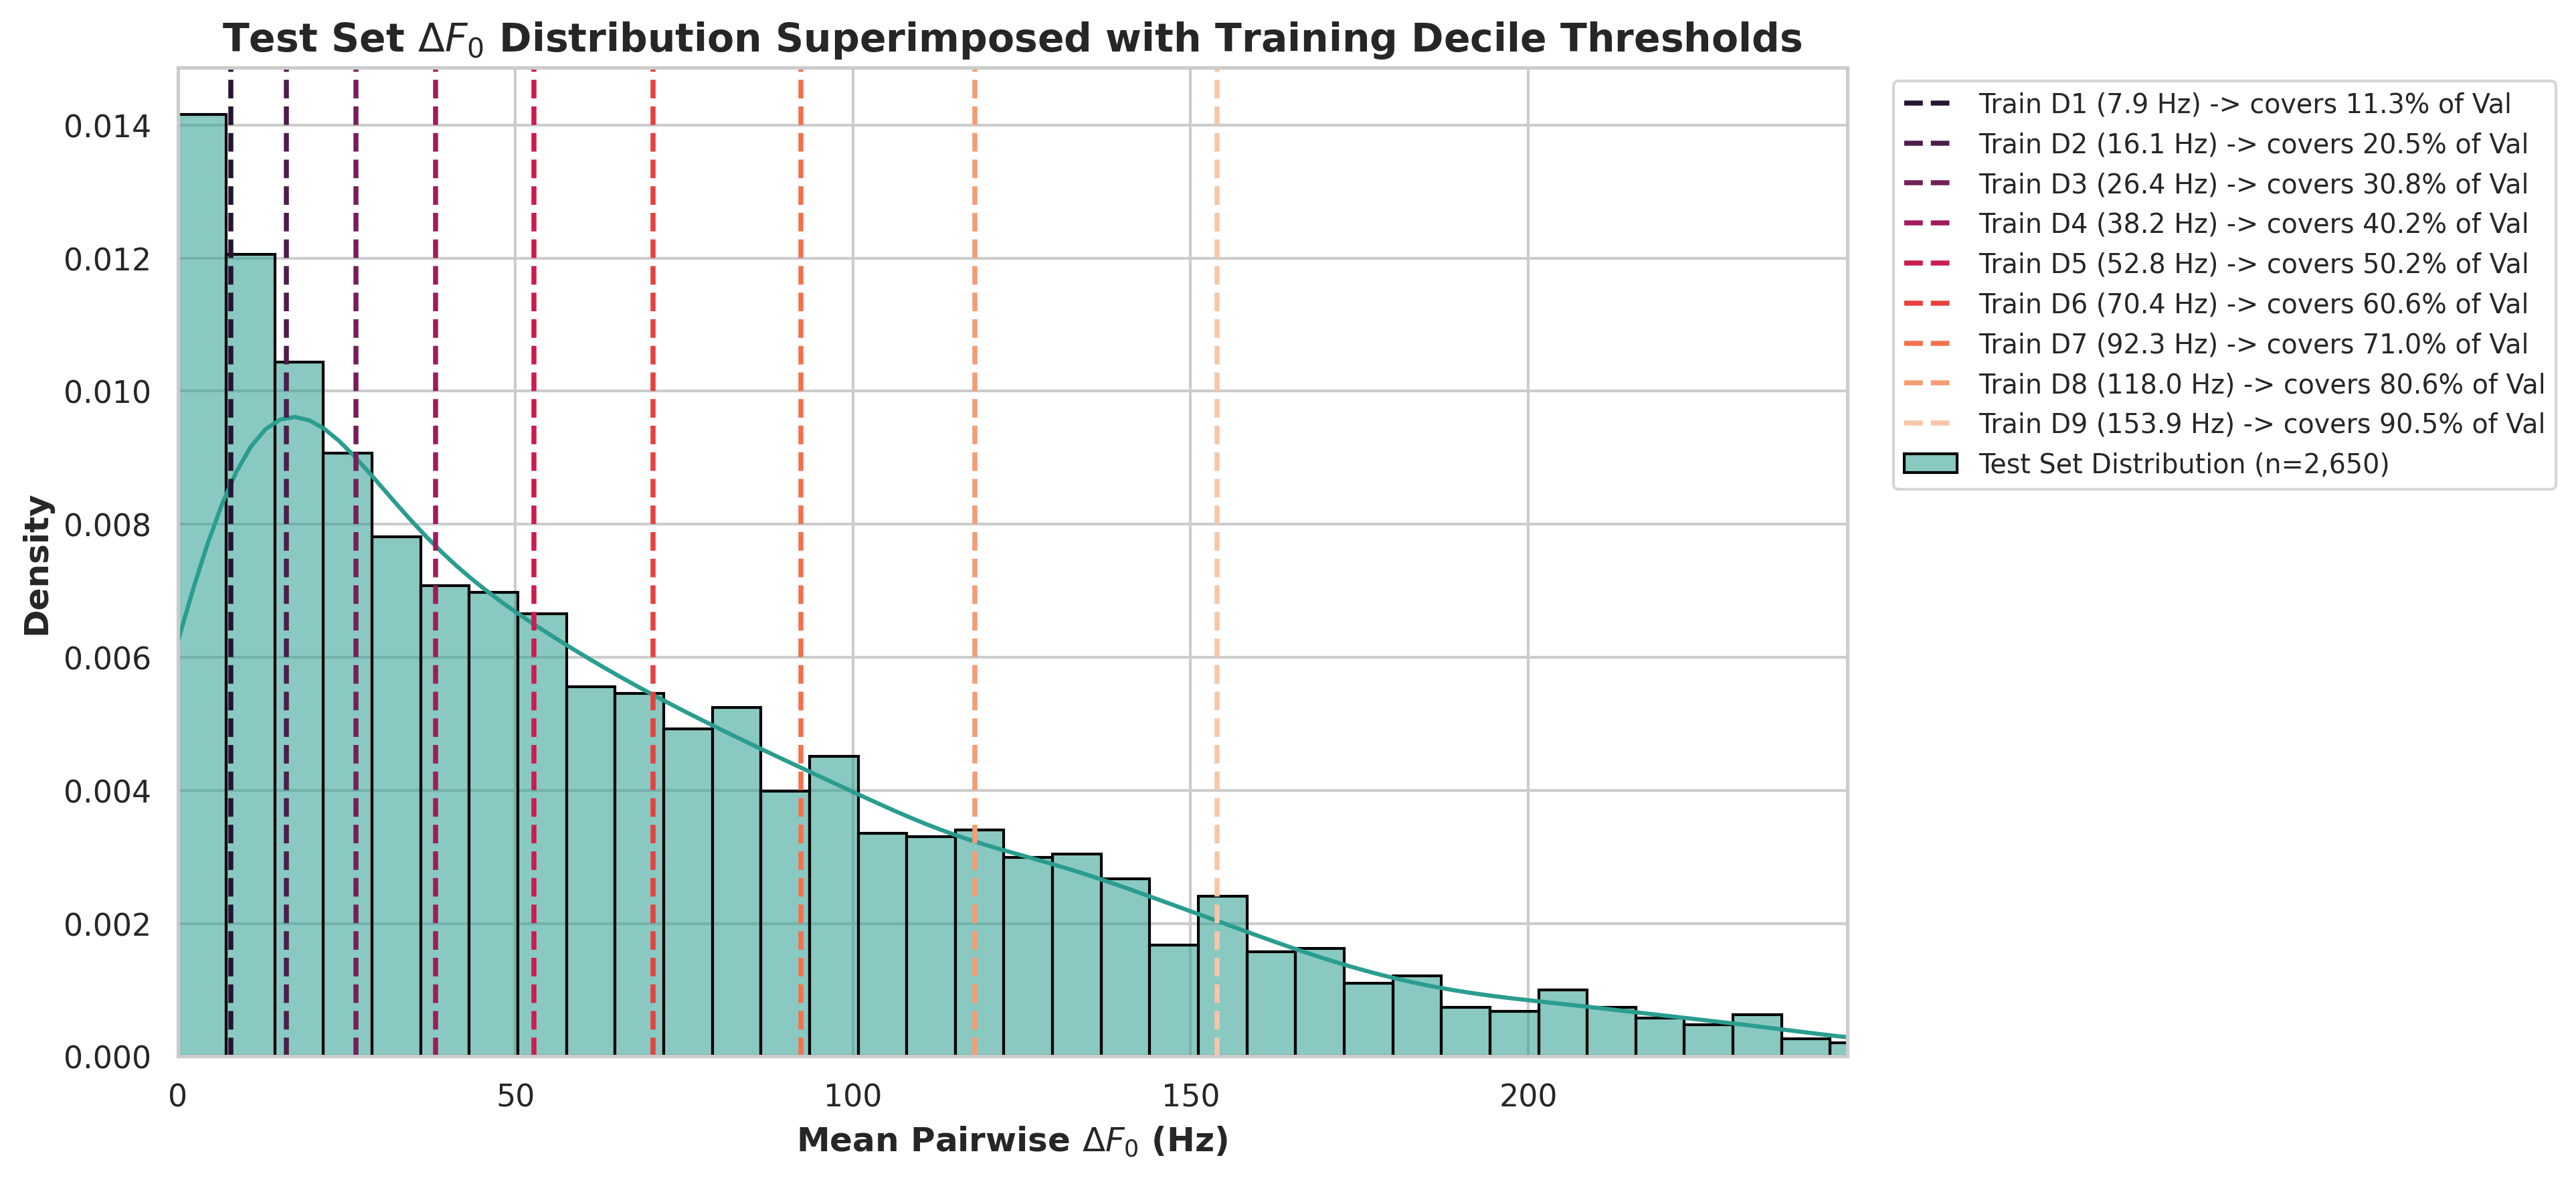 Test Set ΔF₀ Distribution Superimposed with Training Decile Thresholds
Train D1 (7.9 Hz) -> covers 11.3% of Val
Train D2 (16.1 Hz) -> covers 20.5% of Val
Train D3 (26.4 Hz) -> covers 30.8% of Val
Train D4 (38.2 Hz) -> covers 40.2% of Val
Train D5 (52.8 Hz) -> covers 50.2% of Val
Train D6 (70.4 Hz) -> covers 60.6% of Val
Train D7 (92.3 Hz) -> covers 71.0% of Val
Train D8 (118.0 Hz) -> covers 80.6% of Val
Train D9 (153.9 Hz) -> covers 90.5% of Val
Test Set Distribution (n=2,650)
Density
0.014
0.012
0.010
0.008
0.006
0.004
0.002
0.000
0 50 100 150 200
Mean Pairwise ΔF₀ (Hz)